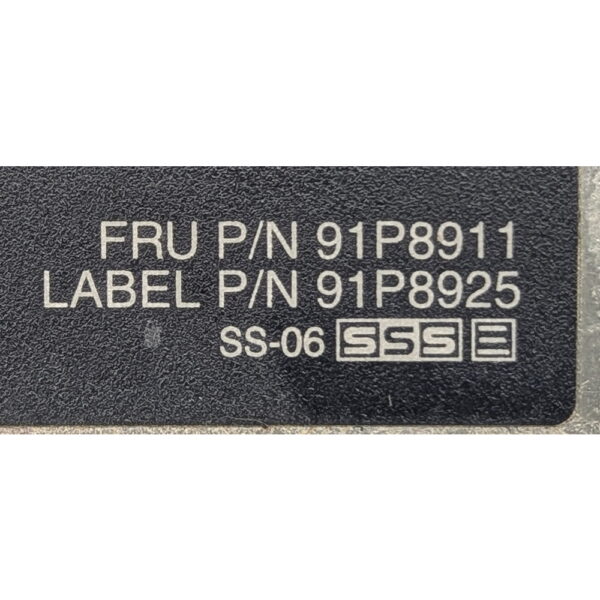 FRU P/N 91P8911
LABEL P/N 91P8925
SS-06 SSS E